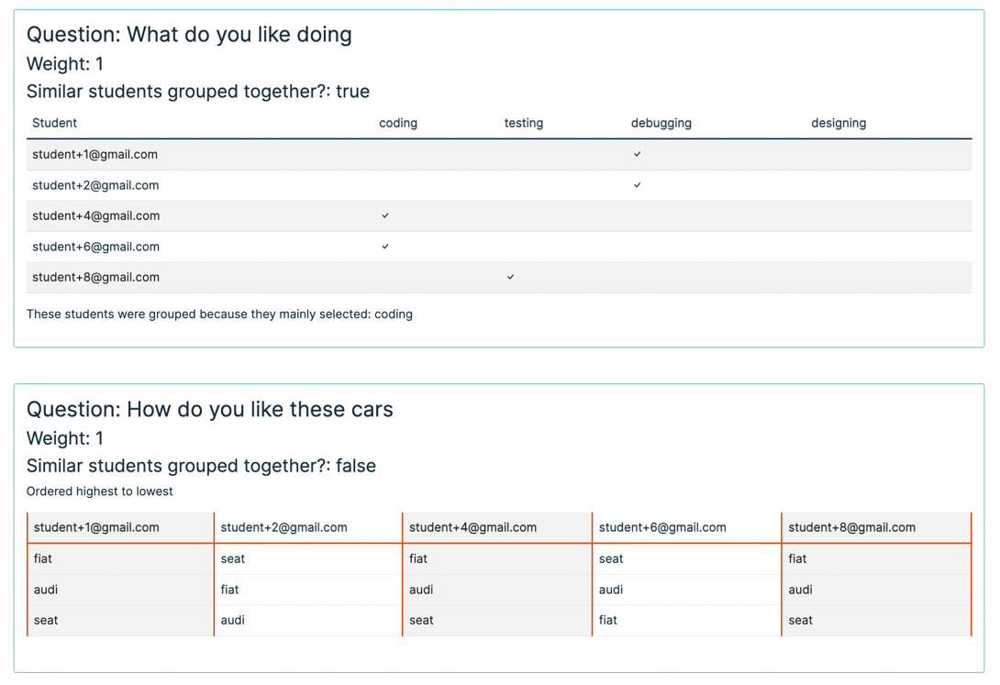 Question: What do you like doing
Weight: 1
Similar students grouped together?: true
Student coding testing debugging designing
student+1@gmail.com ✓
student+2@gmail.com ✓
student+4@gmail.com ✓
student+6@gmail.com ✓
student+8@gmail.com ✓
These students were grouped because they mainly selected: coding
Question: How do you like these cars
Weight: 1
Similar students grouped together?: false
Ordered highest to lowest
student+1@gmail.com student+2@gmail.com student+4@gmail.com student+6@gmail.com student+8@gmail.com
fiat seat fiat seat fiat
audi fiat audi audi audi
seat audi seat fiat seat